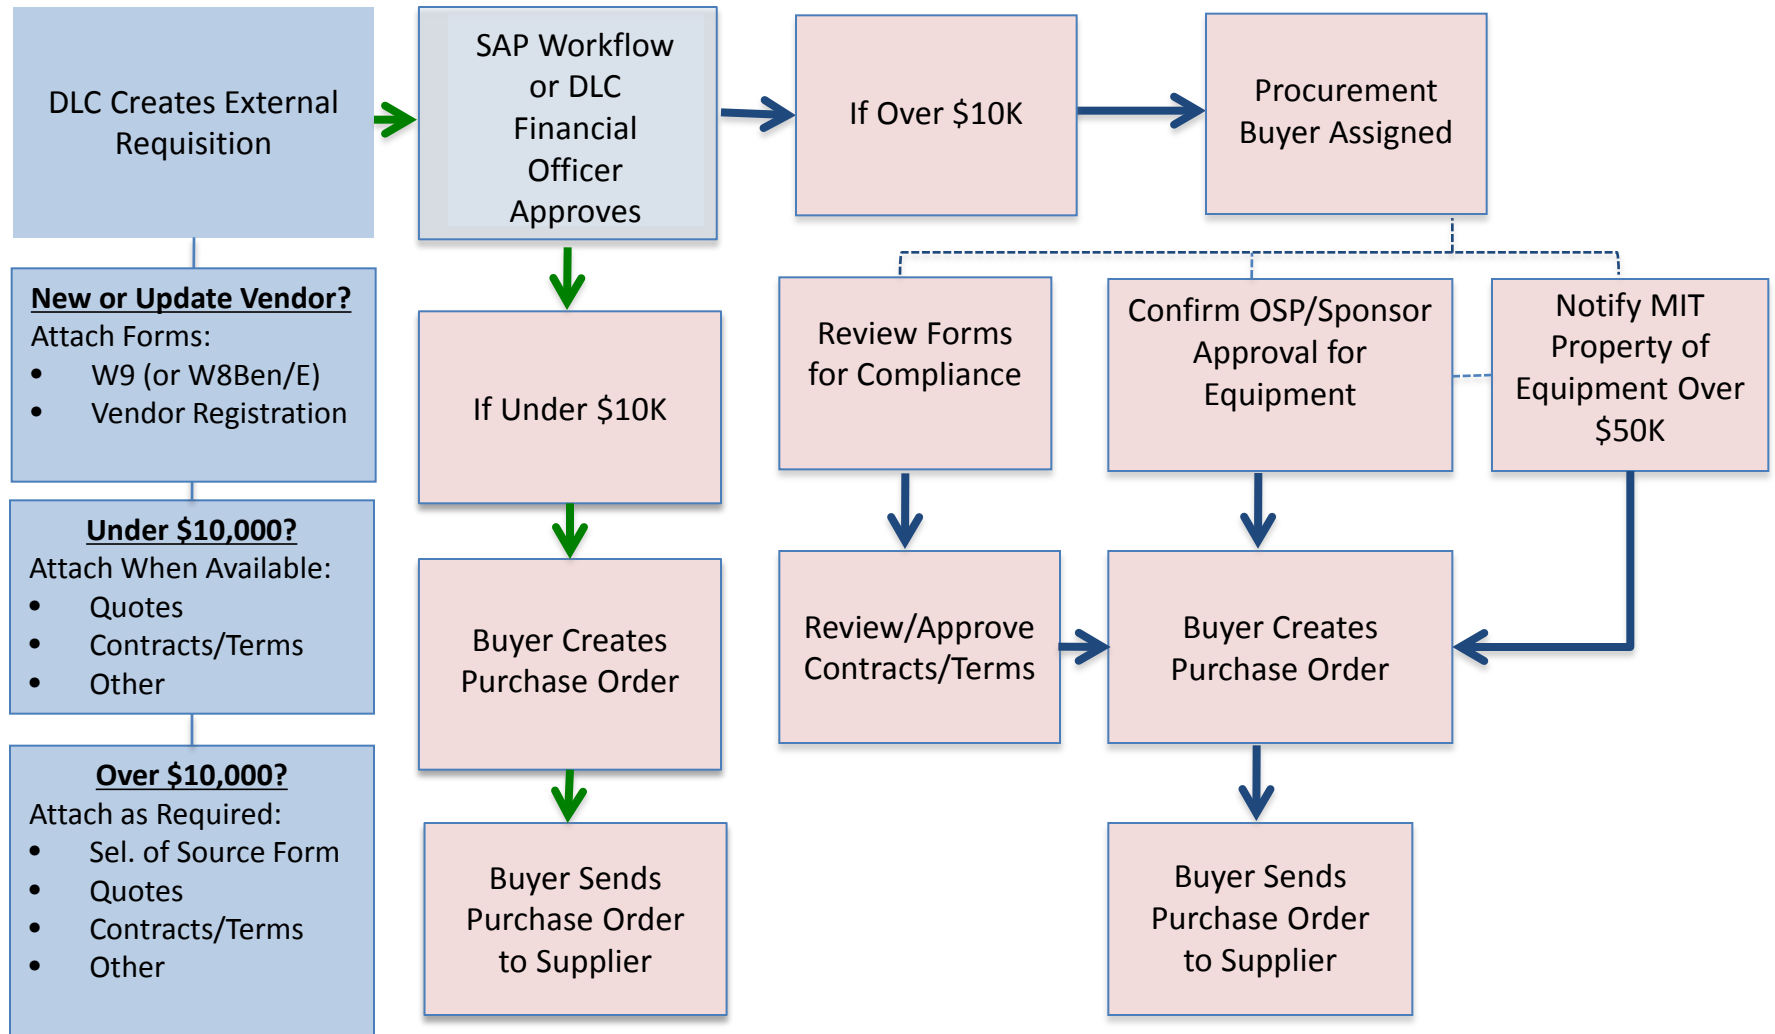 DLC Creates External
Requisition
SAP Workflow
or DLC
Financial
Officer
Approves
If Over $10K
Procurement
Buyer Assigned
New or Update Vendor?
Attach Forms:
• W9 (or W8Ben/E)
• Vendor Registration
Under $10,000?
Attach When Available:
• Quotes
• Contracts/Terms
• Other
Over $10,000?
Attach as Required:
• Sel. of Source Form
• Quotes
• Contracts/Terms
• Other
If Under $10K
Buyer Creates
Purchase Order
Buyer Sends
Purchase Order
to Supplier
Review Forms
for Compliance
Confirm OSP/Sponsor
Approval for
Equipment
Notify MIT
Property of
Equipment Over
$50K
Review/Approve
Contracts/Terms
Buyer Creates
Purchase Order
Buyer Sends
Purchase Order
to Supplier